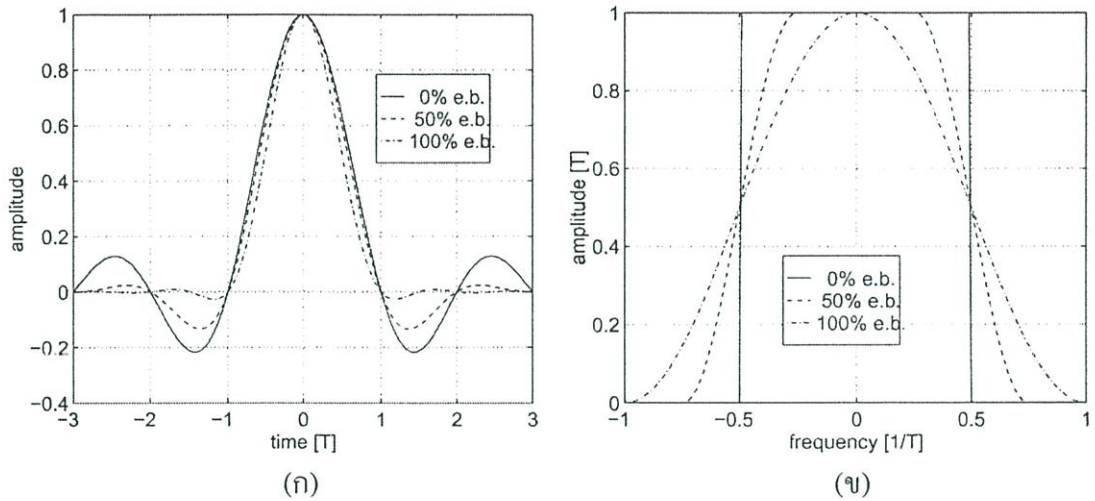 1
0.8
0.6
0.4
0.2
0
−0.2
−0.4
−3
−2
−1
0
1
2
3
amplitude
time [T]
0% e.b.
50% e.b.
100% e.b.
(ก)
1
0.8
0.6
0.4
0.2
0
−1
−0.5
0
0.5
1
amplitude [T]
frequency [1/T]
0% e.b.
50% e.b.
100% e.b.
(ข)